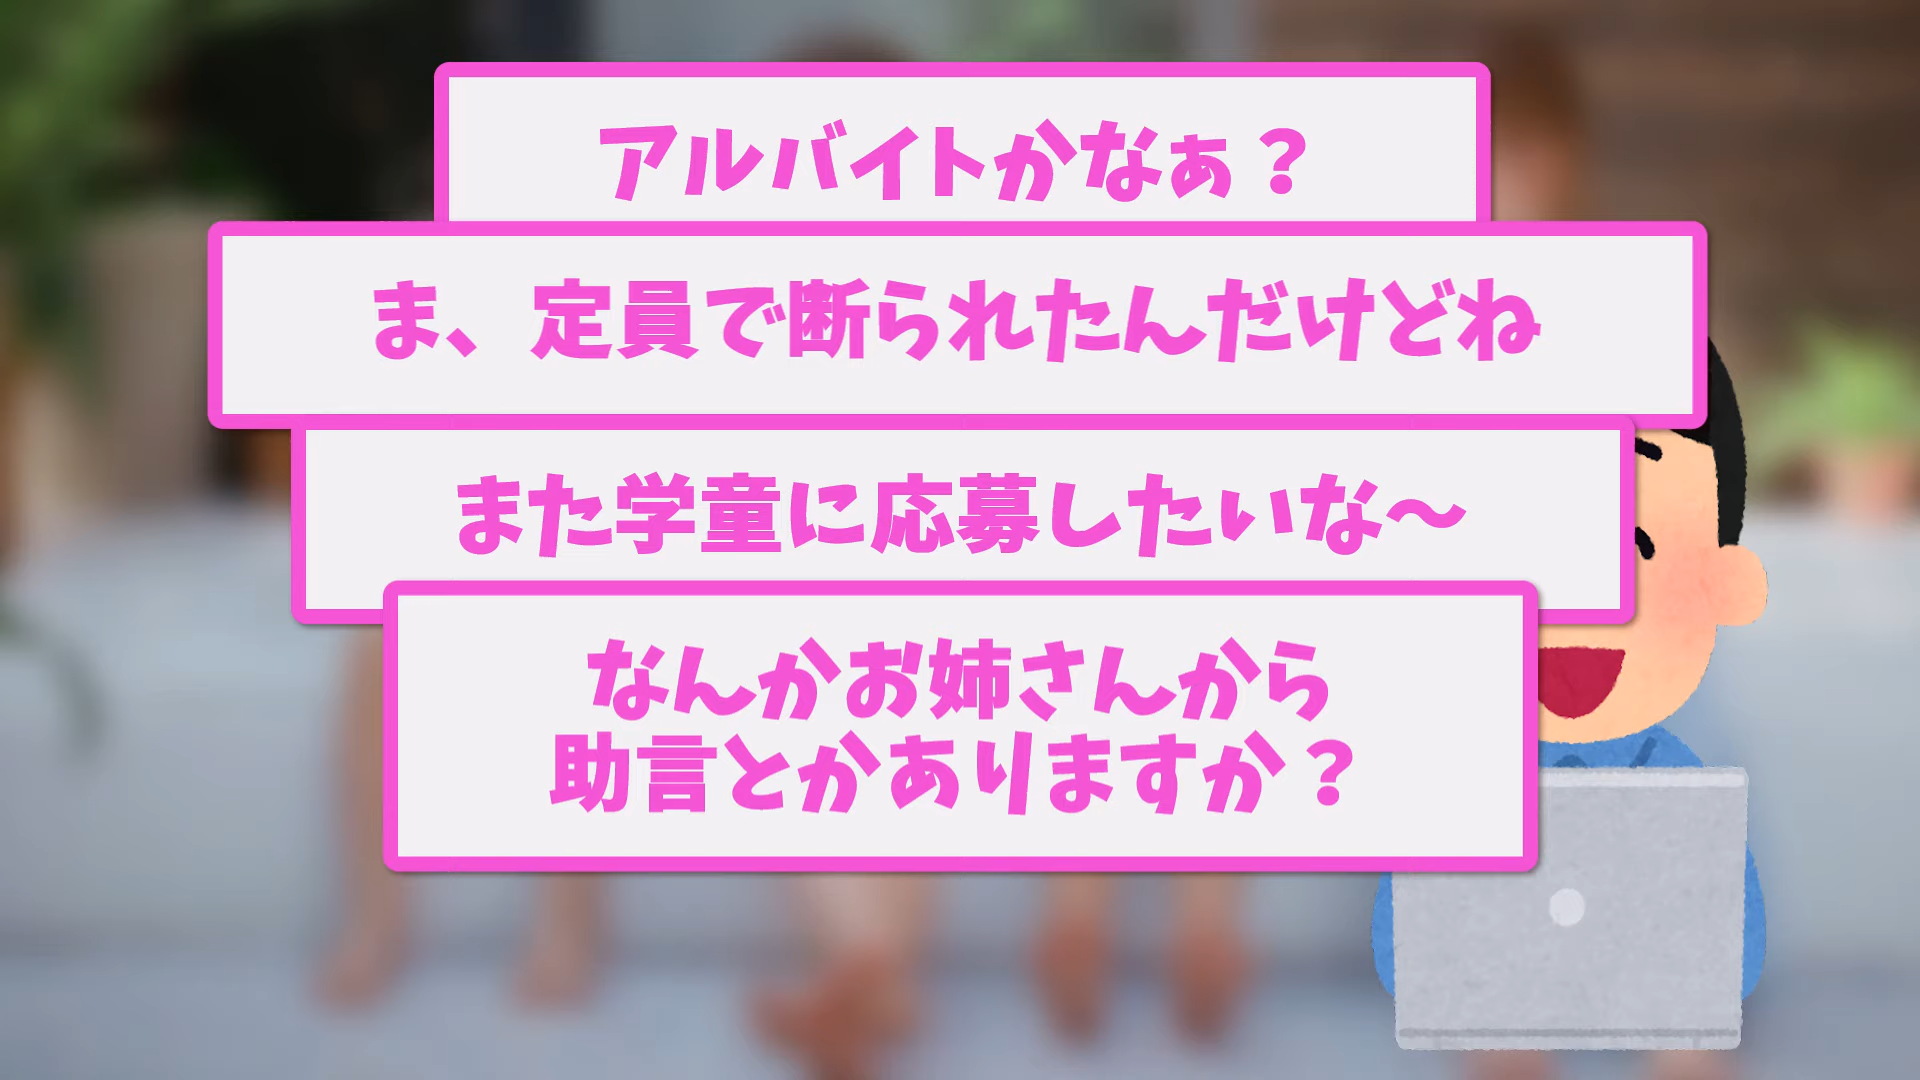 アルバイトかなぁ？
ま、定員で断られたんだけどね
また学童に応募したいな～
なんかお姉さんから
助言とかありますか？